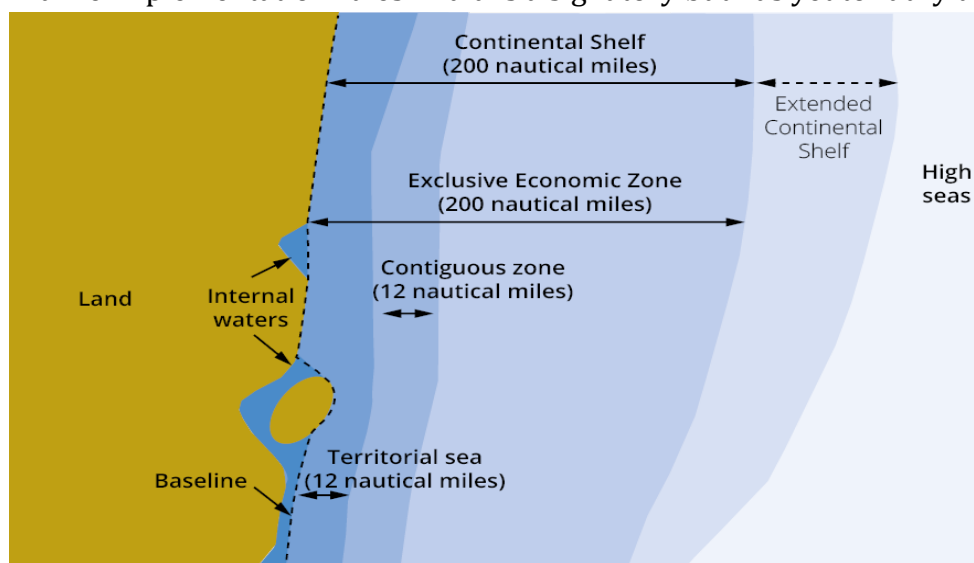 Continental Shelf
(200 nautical miles)
Extended
Continental
Shelf
High
seas
Exclusive Economic Zone
(200 nautical miles)
Contiguous zone
(12 nautical miles)
Land
Internal
waters
Territorial sea
(12 nautical miles)
Baseline